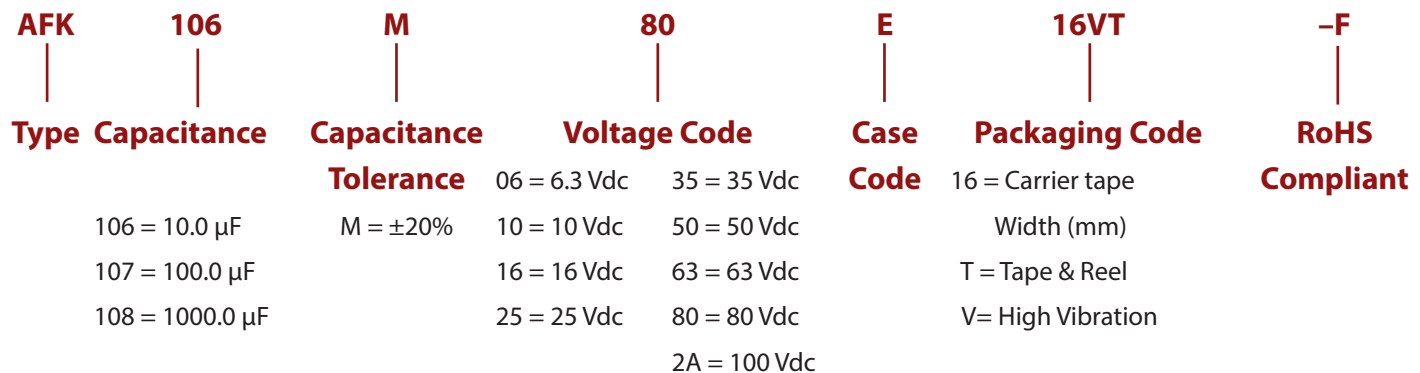 AFK 106 M 80 E 16VT –F
Type Capacitance Capacitance Voltage Code Case Packaging Code RoHS
Tolerance 06 = 6.3 Vdc 35 = 35 Vdc Code 16 = Carrier tape Compliant
106 = 10.0 µF M = ±20% 10 = 10 Vdc 50 = 50 Vdc Width (mm)
107 = 100.0 µF 16 = 16 Vdc 63 = 63 Vdc T = Tape & Reel
108 = 1000.0 µF 25 = 25 Vdc 80 = 80 Vdc V= High Vibration
2A = 100 Vdc